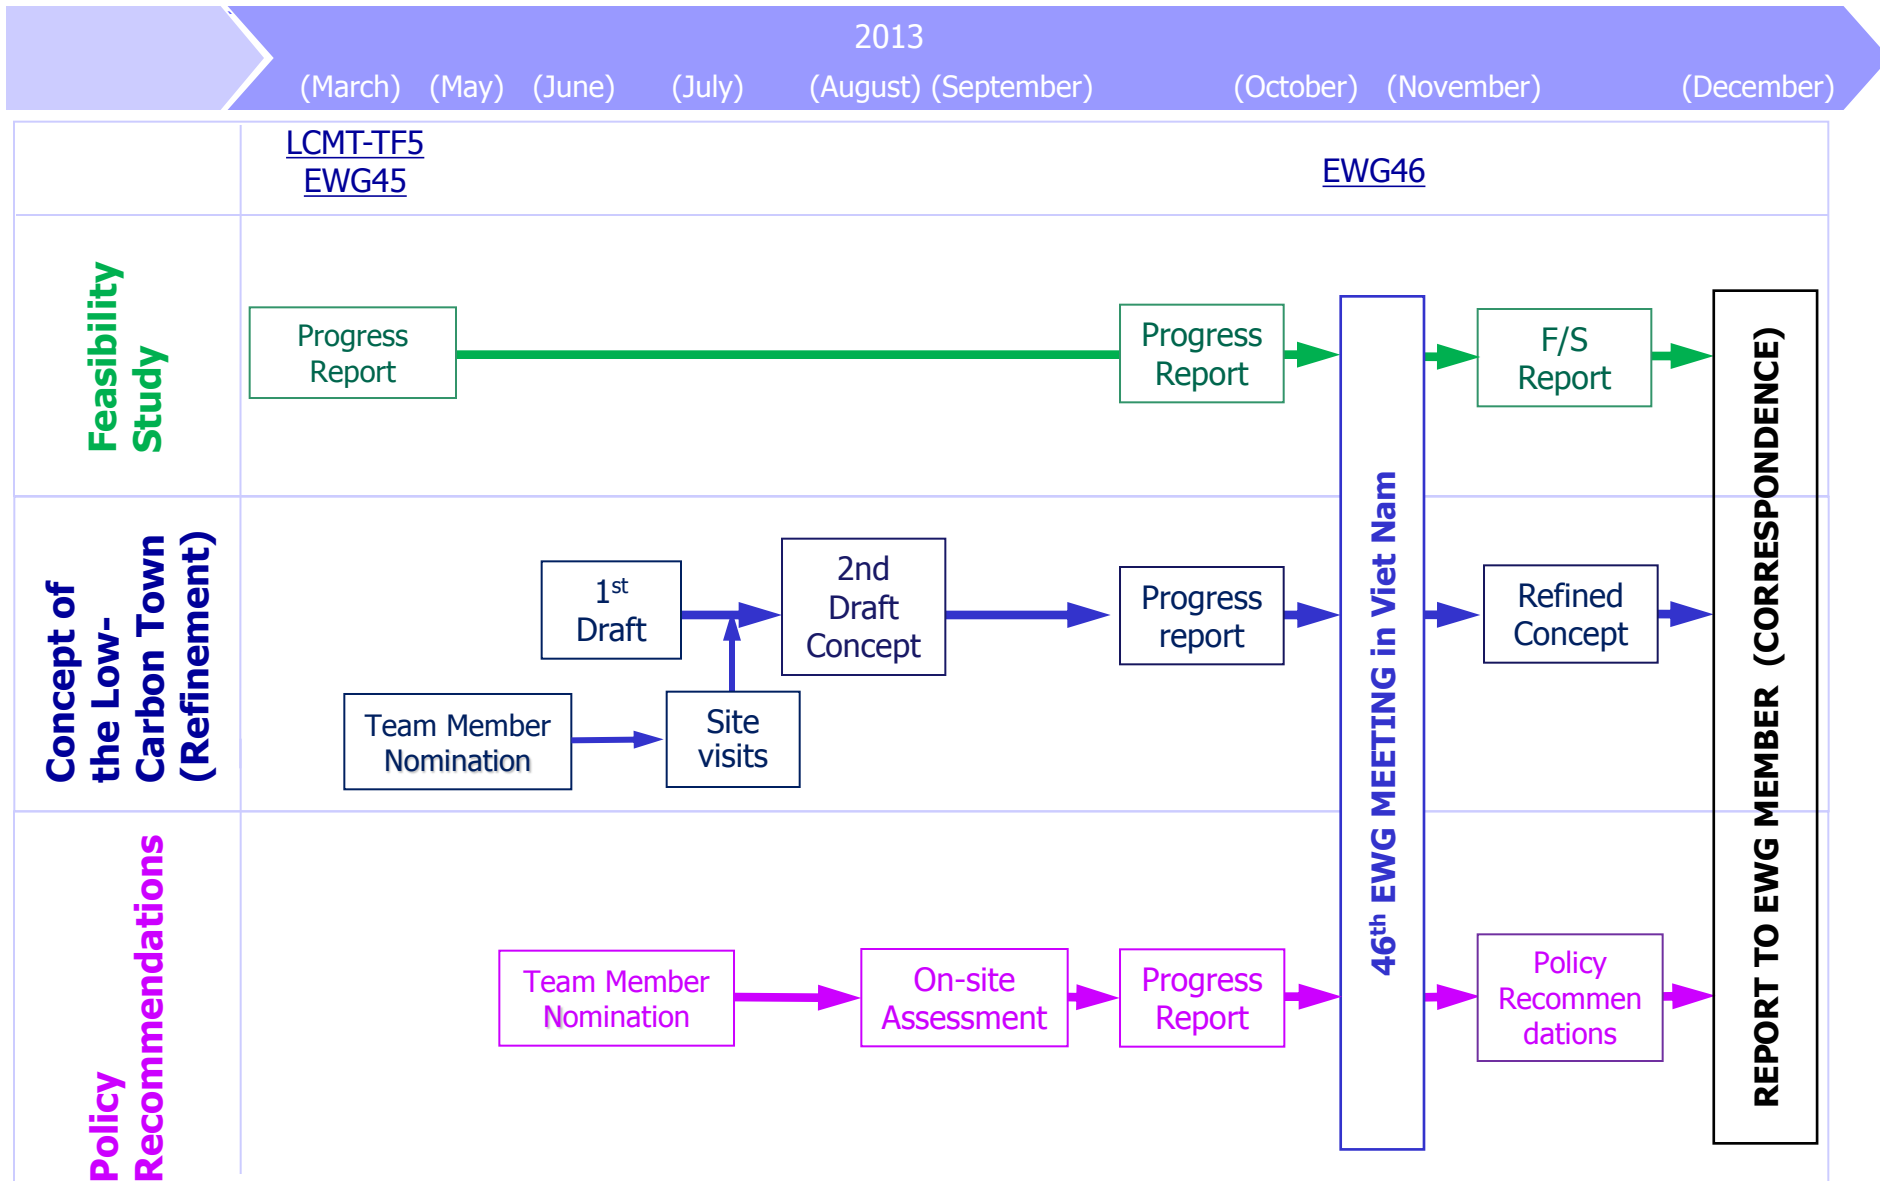 2013
(March) (May) (June) (July) (August) (September) (October) (November) (December)
LCMT-TF5
EWG45
EWG46
Feasibility
Study
Progress
Report
Progress
Report
F/S
Report
Concept of
the Low-
Carbon Town
(Refinement)
1st
Draft
2nd
Draft
Concept
Progress
report
Refined
Concept
Team Member
Nomination
Site
visits
Policy
Recommendations
Team Member
Nomination
On-site
Assessment
Progress
Report
Policy
Recommen
dations
46th EWG MEETING in Viet Nam
REPORT TO EWG MEMBER (CORRESPONDENCE)